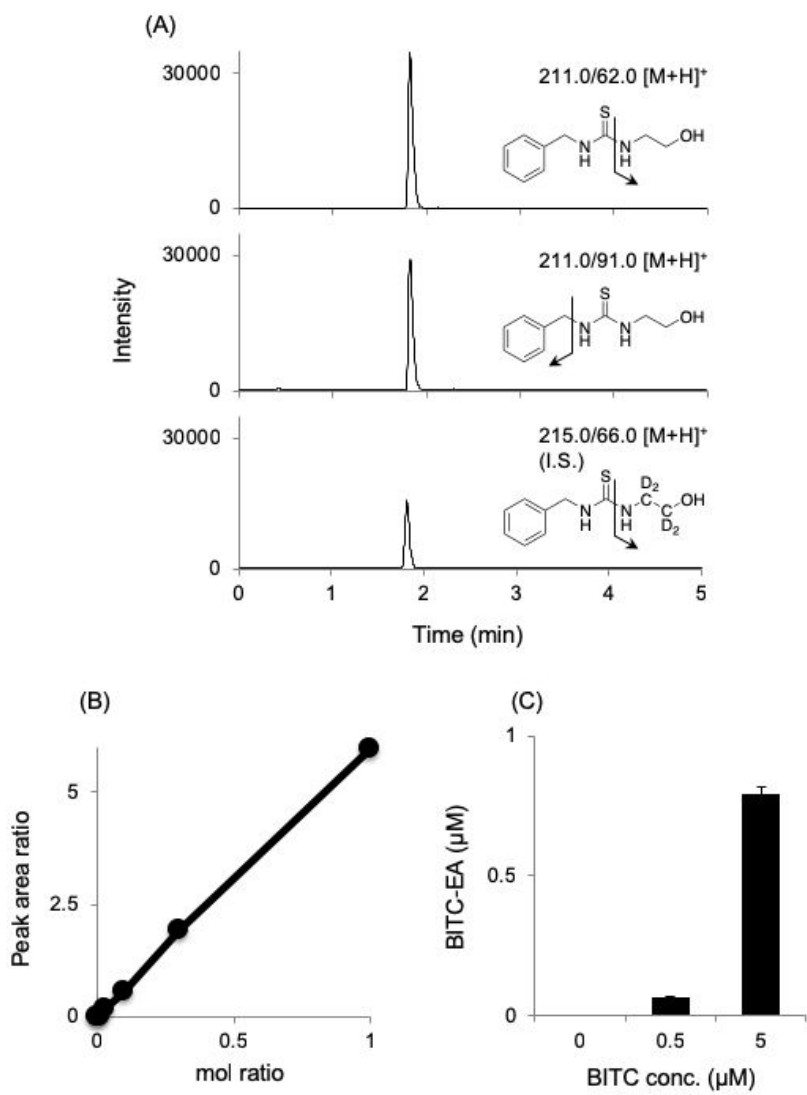 (A)
30000
0
211.0/62.0 [M+H]⁺
S
N
H
N
H
OH
30000
0
211.0/91.0 [M+H]⁺
S
N
H
N
H
OH
Intensity
30000
0
215.0/66.0 [M+H]⁺
(I.S.)
S
D₂
N
H
N
H
C
C
D₂
OH
0 1 2 3 4 5
Time (min)
(B)
5
2.5
0
Peak area ratio
0 0.5 1
mol ratio
(C)
1
0.5
0
BITC-EA (μM)
0 0.5 5
BITC conc. (μM)